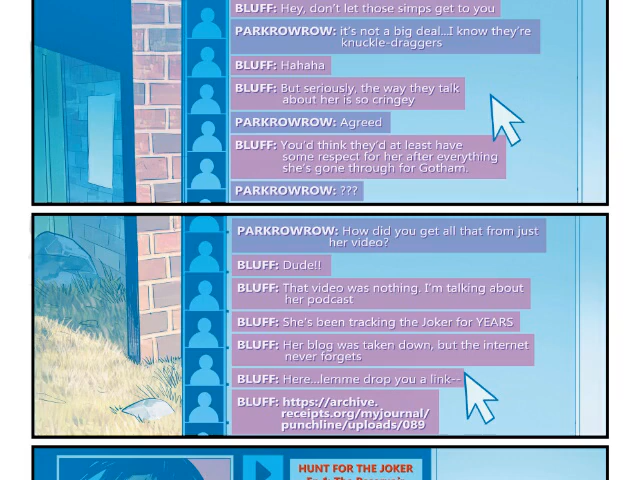 BLUFF: Hey, don't let those simps get to you
PARKROWROW: it's not a big deal...I know they're
knuckle-draggers
BLUFF: Hahaha
BLUFF: But seriously, the way they talk
about her is so cringey
PARKROWROW: Agreed
BLUFF: You'd think they'd at least have
some respect for her after everything
she's gone through for Gotham.
PARKROWROW: ???
PARKROWROW: How did you get all that from just
her video?
BLUFF: Dude!!
BLUFF: That video was nothing. I'm talking about
her podcast
BLUFF: She's been tracking the Joker for YEARS
BLUFF: Her blog was taken down, but the internet
never forgets
BLUFF: Here...lemme drop you a link--
BLUFF: https://archive.
receipts.org/myjournal/
punchline/uploads/089
HUNT FOR THE JOKER